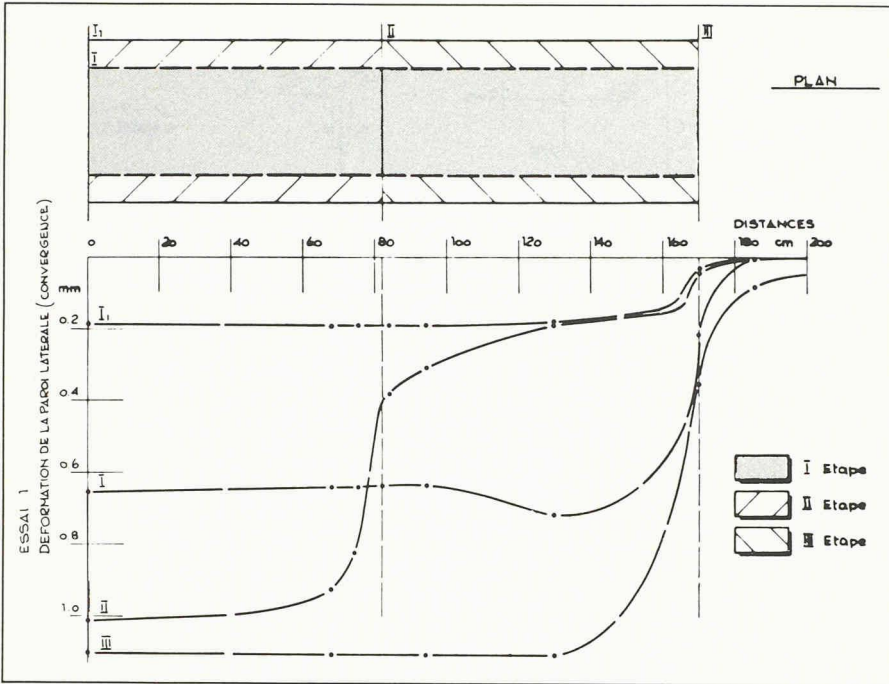 I₁ II III
I
PLAN
DISTANCES
0 20 40 60 80 100 120 140 160 180 cm 200
mm
I₁
0.2
0.4
0.6
I
0.8
1.0
II
III
ESSAI 1
DEFORMATION DE LA PAROI LATERALE (CONVERGENCE)
I Etape
II Etape
III Etape